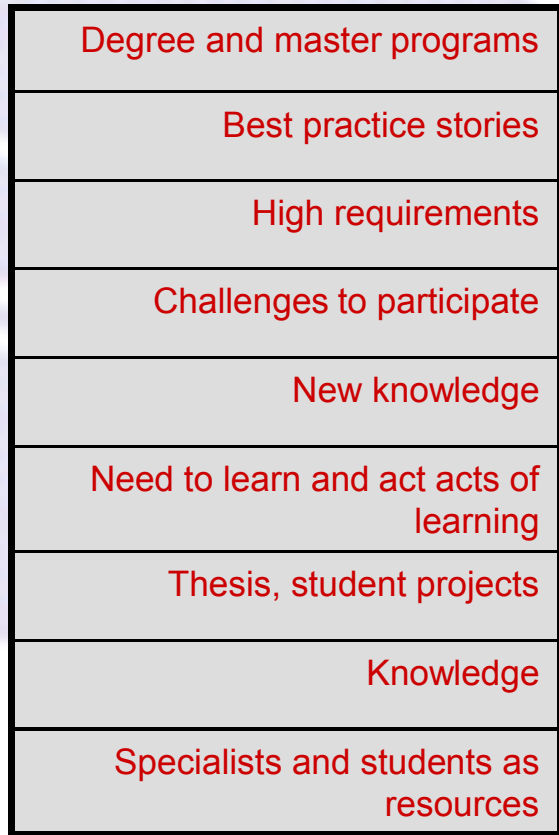 Degree and master programs
Best practice stories
High requirements
Challenges to participate
New knowledge
Need to learn and act acts of
learning
Thesis, student projects
Knowledge
Specialists and students as
resources